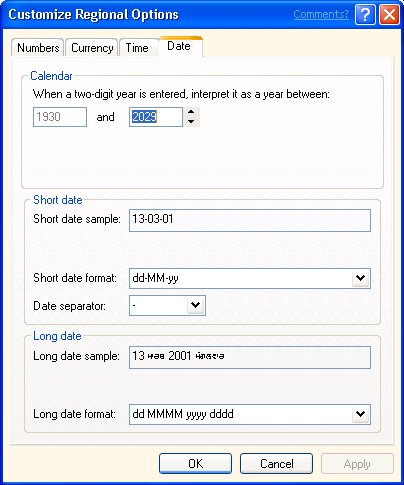 Customize Regional Options
Comments?
Numbers Currency Time Date
Calendar
When a two-digit year is entered, interpret it as a year between:
1930 and 2029
Short date
Short date sample: 13-03-01
Short date format: dd-MM-yy
Date separator: -
Long date
Long date sample: 13 ਮਾਰਚ 2001 ਮੰਗਲਵਾਰ
Long date format: dd MMMM yyyy dddd
OK Cancel Apply